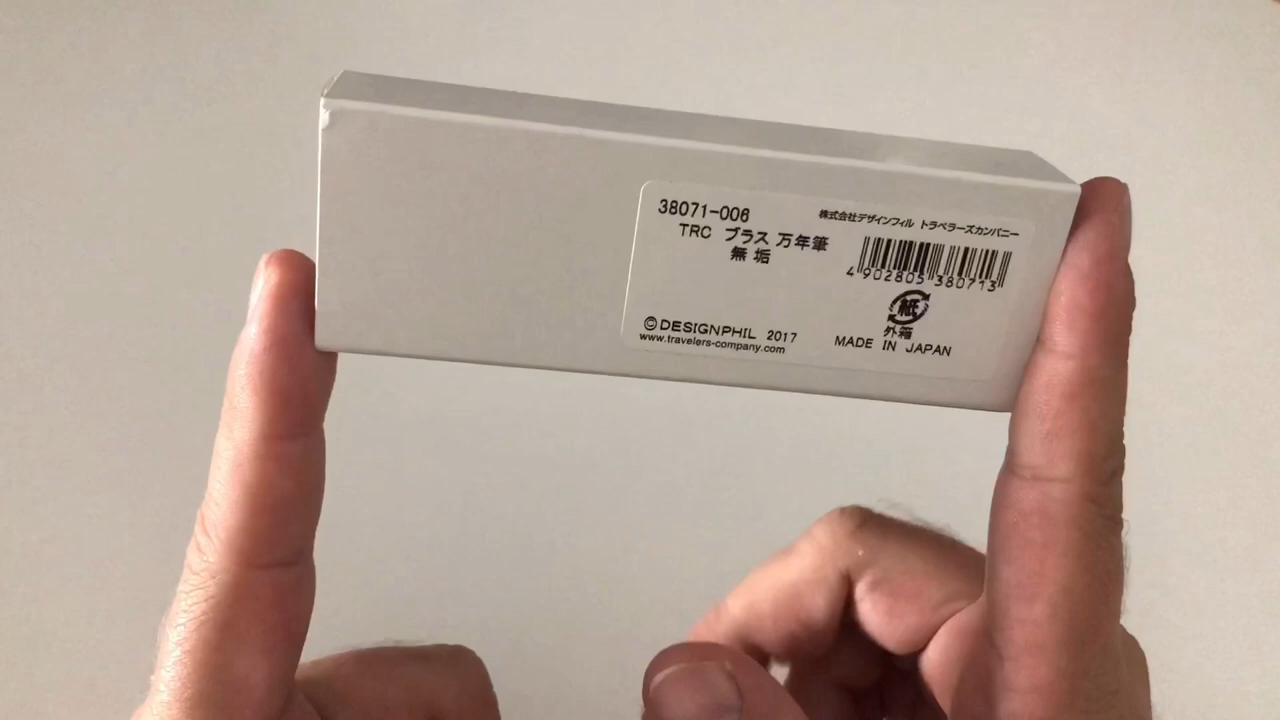 38071-006
TRC ブラス 万年筆
無垢
株式会社デザインフィル トラベラーズカンパニー
4 902805 380713
紙
外箱
©DESIGNPHIL 2017
www.travelers-company.com
MADE IN JAPAN